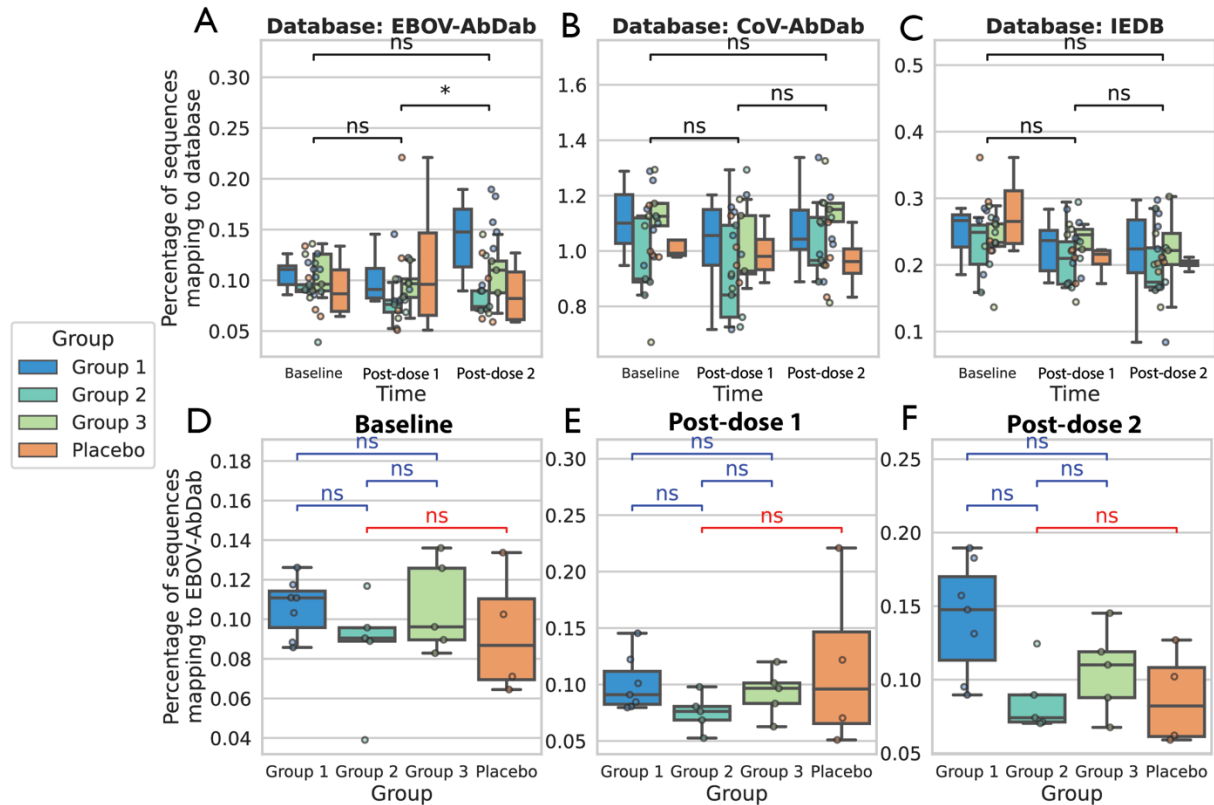 A
Database: EBOV-AbDab
B
Database: CoV-AbDab
C
Database: IEDB
Percentage of sequences
mapping to database
0.30
0.25
0.20
0.15
0.10
0.05
ns
*
ns
Baseline
Post-dose 1
Post-dose 2
Time
1.6
1.4
1.2
1.0
0.8
ns
ns
ns
Baseline
Post-dose 1
Post-dose 2
Time
0.5
0.4
0.3
0.2
0.1
ns
ns
ns
Baseline
Post-dose 1
Post-dose 2
Time
Group
Group 1
Group 2
Group 3
Placebo
D
Baseline
Percentage of sequences
mapping to EBOV-AbDab
0.18
0.16
0.14
0.12
0.10
0.08
0.06
0.04
ns
ns
ns
ns
Group 1
Group 2
Group 3
Placebo
Group
E
Post-dose 1
0.30
0.25
0.20
0.15
0.10
0.05
ns
ns
ns
ns
Group 1
Group 2
Group 3
Placebo
Group
F
Post-dose 2
0.25
0.20
0.15
0.10
0.05
ns
ns
ns
ns
Group 1
Group 2
Group 3
Placebo
Group